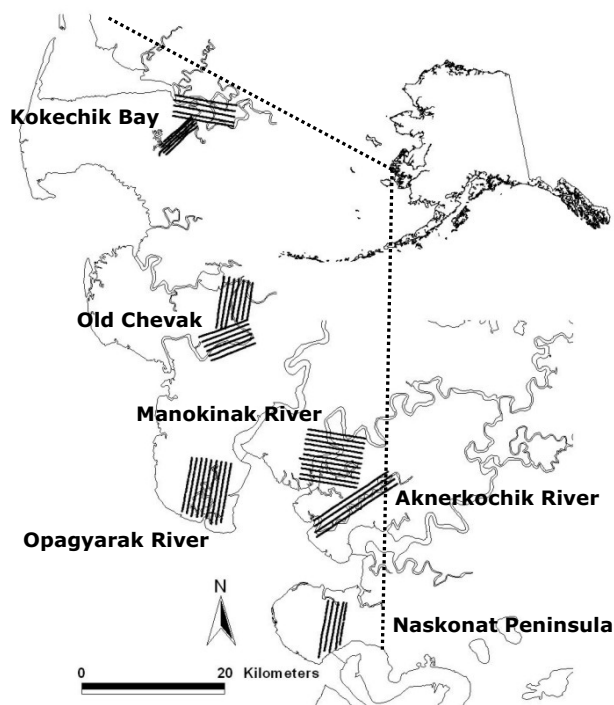 Kokechik Bay
Old Chevak
Manokinak River
Aknerkochik River
Opagyarak River
N
Naskonat Peninsula
0 20 Kilometers